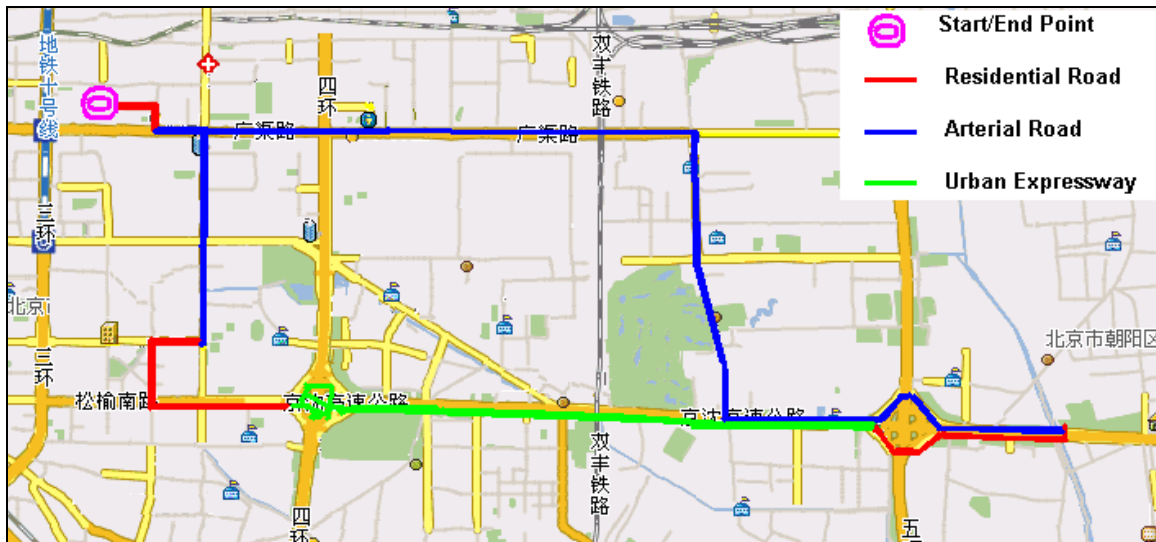 Start/End Point
Residential Road
Arterial Road
Urban Expressway
地铁十号线
四环
双丰铁路
广渠路
广渠路
三环
北京市朝阳区
三环
松榆南路
京沈高速公路
京沈高速公路
双丰铁路
四环
五